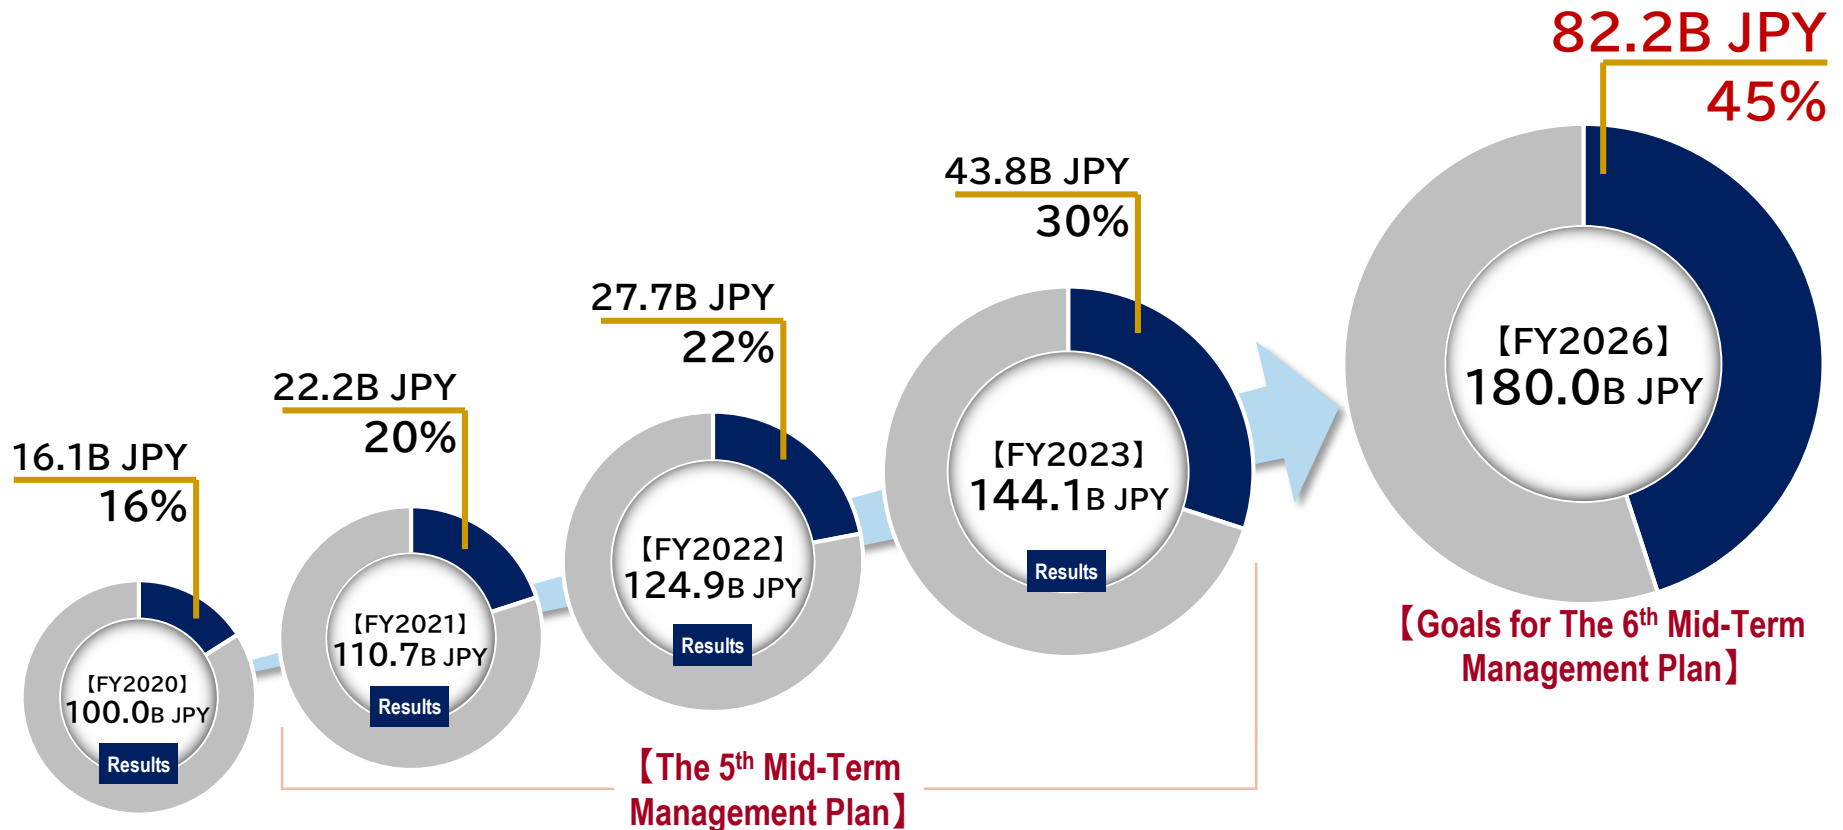 16.1B JPY
16%
【FY2020】
100.0B JPY
Results
22.2B JPY
20%
【FY2021】
110.7B JPY
Results
27.7B JPY
22%
【FY2022】
124.9B JPY
Results
43.8B JPY
30%
【FY2023】
144.1B JPY
Results
【The 5th Mid-Term
Management Plan】
82.2B JPY
45%
【FY2026】
180.0B JPY
【Goals for The 6th Mid-Term
Management Plan】